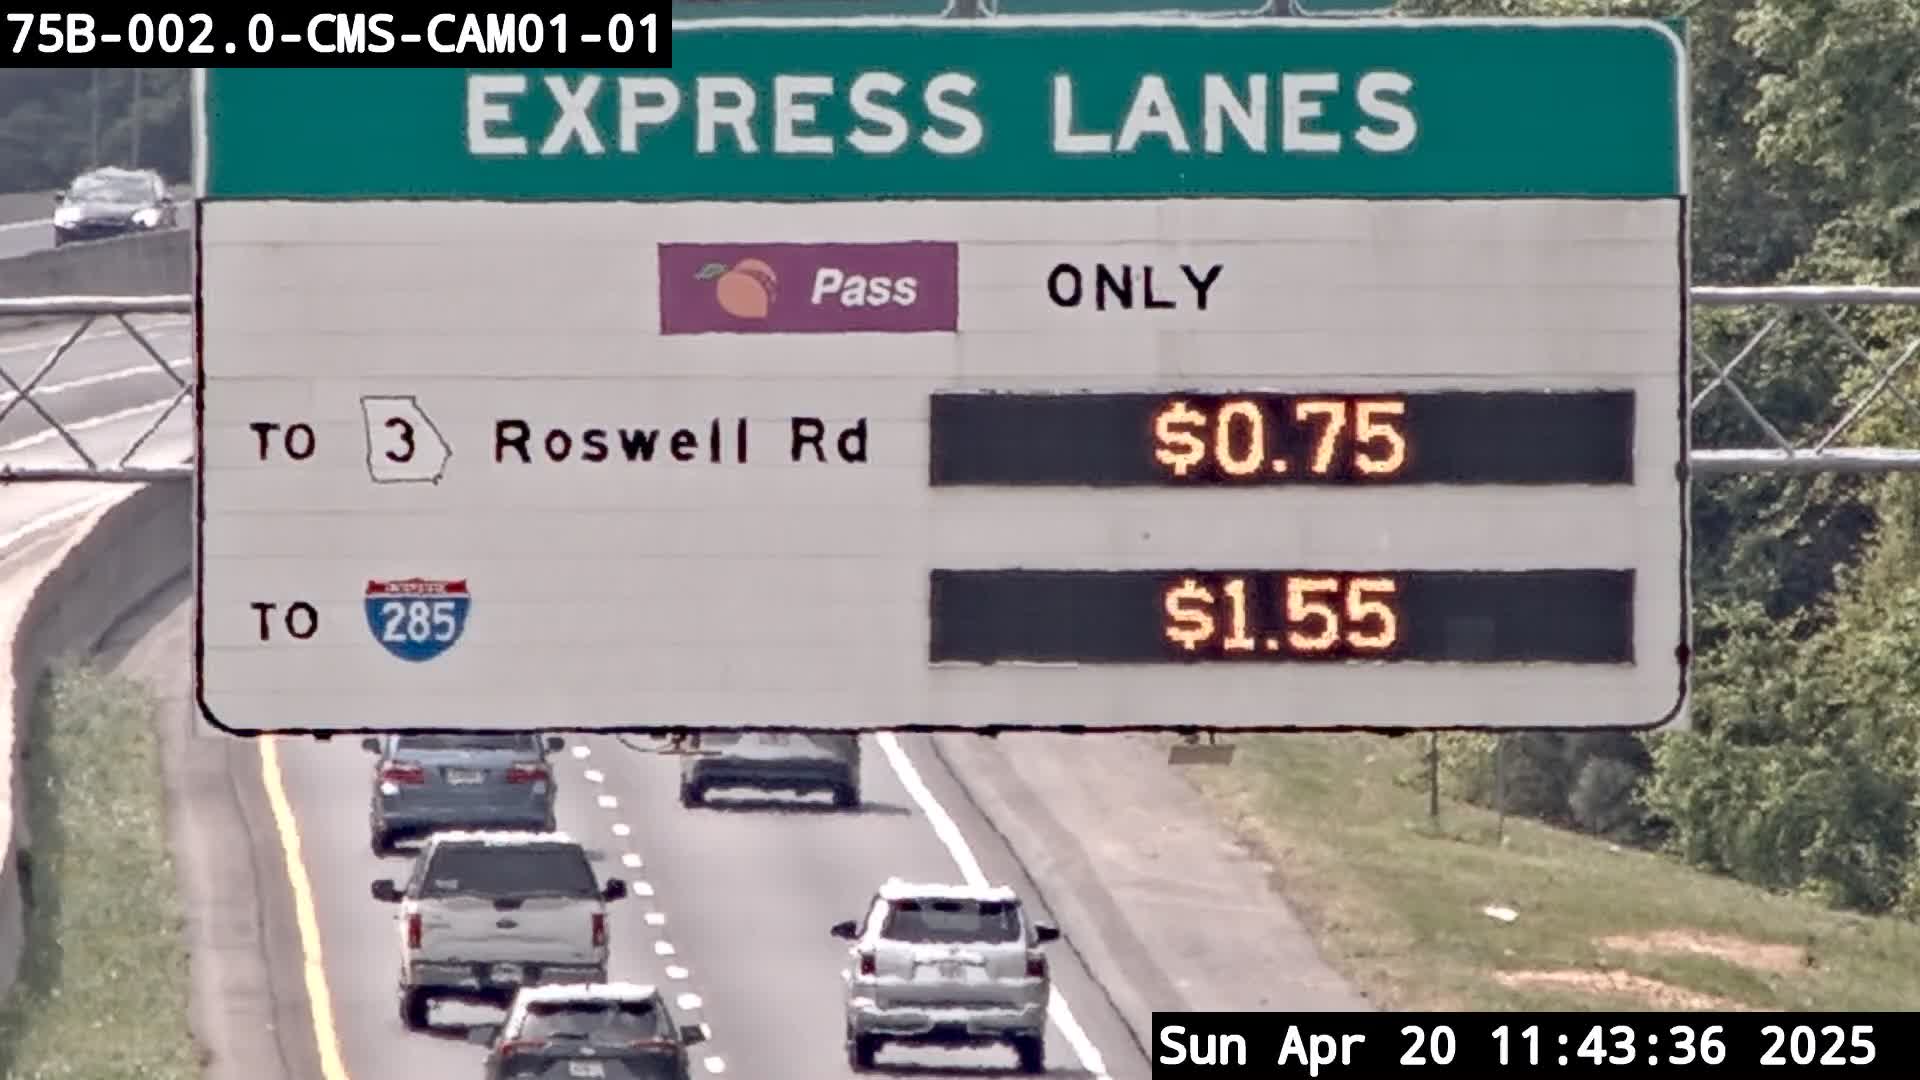 75B-002.0-CMS-CAM01-01
EXPRESS LANES
Pass ONLY
TO 3 Roswell Rd $0.75
TO 285 $1.55
Sun Apr 20 11:43:36 2025